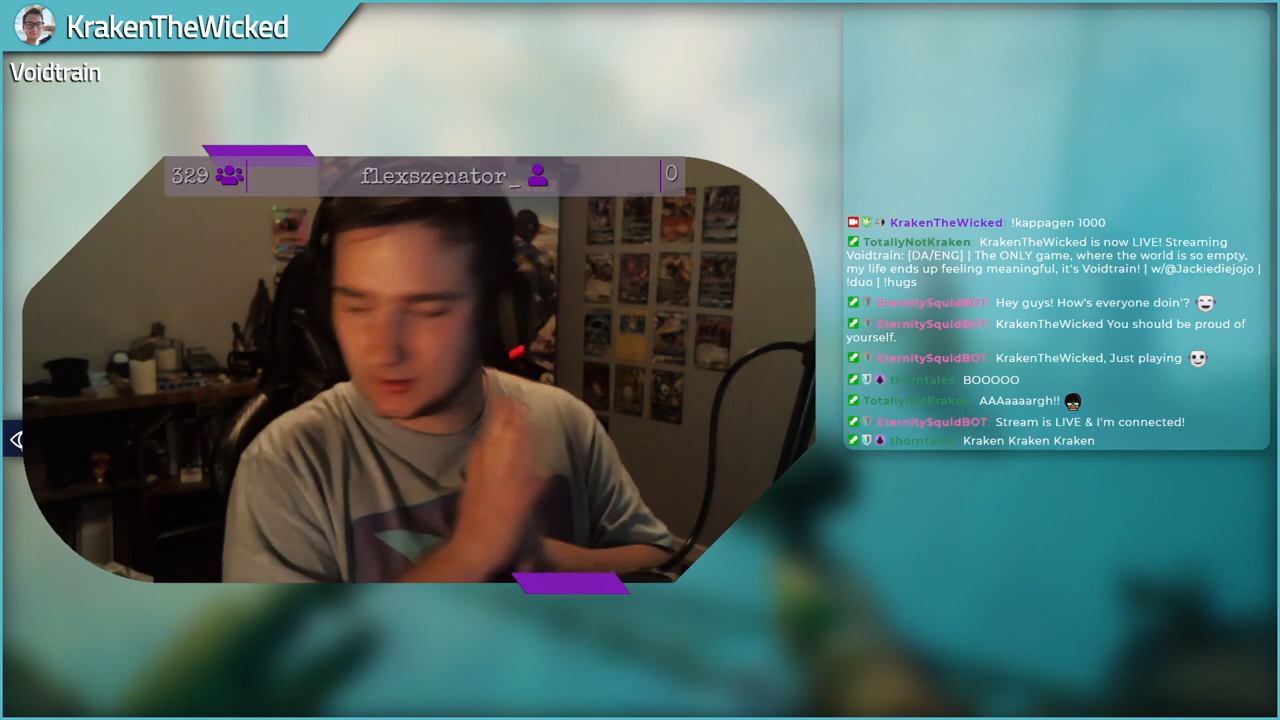 KrakenTheWicked
Voidtrain
329
flexszenator_
0
KrakenTheWicked: !kappagen 1000
TotallyNotKraken: KrakenTheWicked is now LIVE! Streaming
Voidtrain: [DA/ENG] | The ONLY game, where the world is so empty,
my life ends up feeling meaningful, it's Voidtrain! | w/@Jackiediejojo |
!duo | !hugs
EternitySquidBOT: Hey guys! How's everyone doin'?
EternitySquidBOT: KrakenTheWicked You should be proud of
yourself.
EternitySquidBOT: KrakenTheWicked, Just playing
thorntales: BOOOOO
TotallyNotKraken: AAAaaaargh!!
EternitySquidBOT: Stream is LIVE & I'm connected!
thorntales: Kraken Kraken Kraken